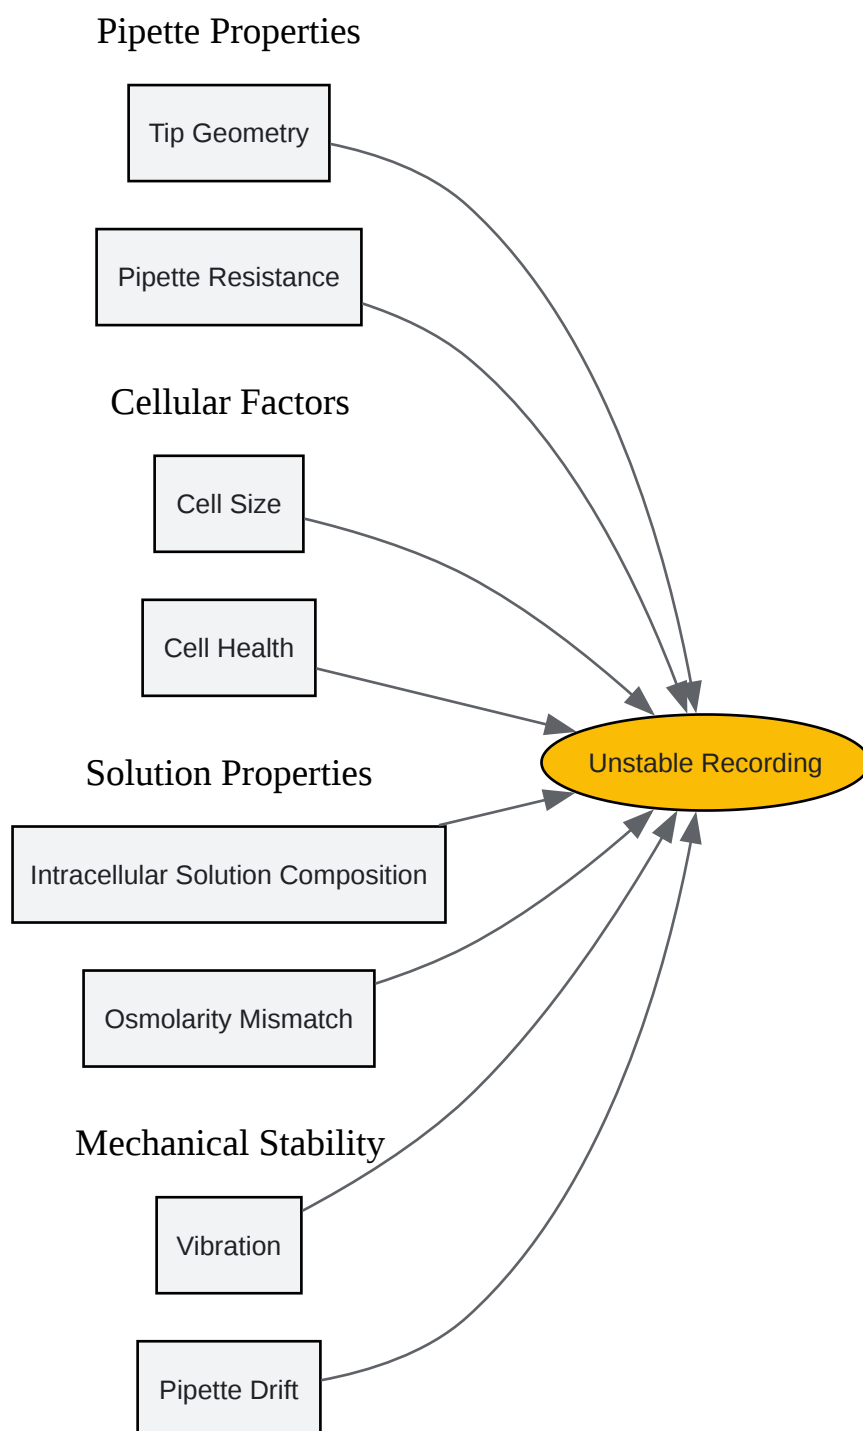 Pipette Properties
Tip Geometry
Pipette Resistance
Cellular Factors
Cell Size
Cell Health
Unstable Recording
Solution Properties
Intracellular Solution Composition
Osmolarity Mismatch
Mechanical Stability
Vibration
Pipette Drift